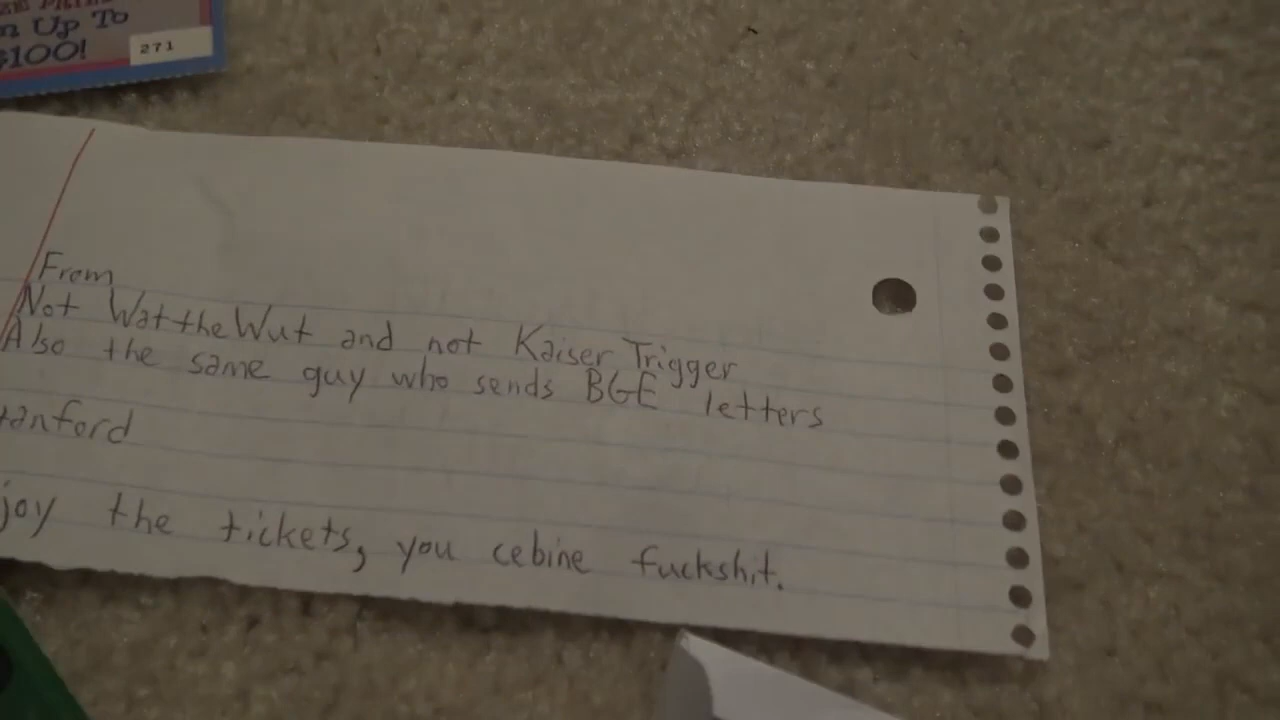 n Up To
$100!
271
From
Not WattheWut and not Kaiser Trigger
Also the same guy who sends BGE letters
tanford
joy the tickets, you cebine fuckshit.